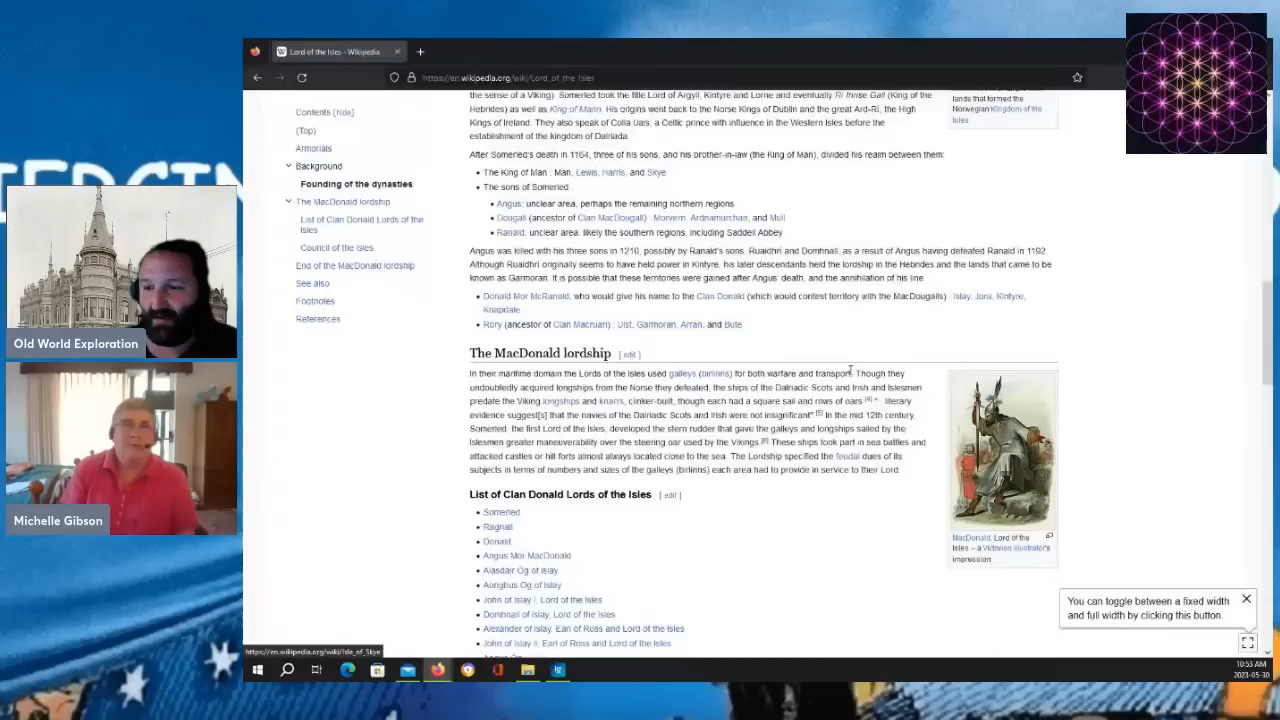 Lord of the Isles - Wikipedia
https://en.wikipedia.org/wiki/Lord_of_the_Isles
Contents [hide]
(Top)
Armorials
Background
Founding of the dynasties
The MacDonald lordship
List of Clan Donald Lords of the
Isles
Council of the Isles
End of the MacDonald lordship
See also
Footnotes
References
the sense of a Viking). Somerled took the title Lord of Argyll, Kintyre and Lorne and eventually Rì Innse Gall (King of the
Hebrides) as well as King of Mann. His origins went back to the Norse Kings of Dublin and the great Ard-Rí, the High
Kings of Ireland. They also speak of Colla Uais, a Celtic prince with influence in the Western Isles before the
establishment of the kingdom of Dalriada.
lands that formed the
Norwegian Kingdom of the
Isles
After Somerled's death in 1164, three of his sons, and his brother-in-law (the King of Man), divided his realm between them:
• The King of Man : Man, Lewis, Harris, and Skye
• The sons of Somerled :
• Angus: unclear area, perhaps the remaining northern regions
• Dougall (ancestor of Clan MacDougall) : Morvern, Ardnamurchan, and Mull
• Ranald: unclear area, likely the southern regions, including Saddell Abbey
Angus was killed with his three sons in 1210, possibly by Ranald's sons, Ruaidhrí and Domhnall, as a result of Angus having defeated Ranald in 1192.
Although Ruaidhrí originally seems to have held power in Kintyre, his later descendants held the lordship in the Hebrides and the lands that came to be
known as Garmoran. It is possible that these territories were gained after Angus' death, and the annihilation of his line.
• Donald Mor McRanald, who would give his name to the Clan Donald (which would contest territory with the MacDougalls) : Islay, Jura, Kintyre,
Knapdale
• Rory (ancestor of Clan Macruari) : Uist, Garmoran, Arran, and Bute
The MacDonald lordship [ edit ]
In their maritime domain the Lords of the Isles used galleys (birlinns) for both warfare and transport. Though they
undoubtedly acquired longships from the Norse they defeated, the ships of the Dalriadic Scots and Irish and Islesmen
predate the Viking longships and knarrs, clinker-built, though each had a square sail and rows of oars.[4] " literary
evidence suggest[s] that the navies of the Dalriadic Scots and Irish were not insignificant".[5] In the mid 12th century,
Somerled, the first Lord of the Isles, developed the stern rudder that gave the galleys and longships sailed by the
Islesmen greater maneuverability over the steering oar used by the Vikings.[6] These ships took part in sea battles and
attacked castles or hill forts almost always located close to the sea. The Lordship specified the feudal dues of its
subjects in terms of numbers and sizes of the galleys (birlinns) each area had to provide in service to their Lord.
MacDonald, Lord of the
Isles – a Victorian illustrator's
impression
List of Clan Donald Lords of the Isles [ edit ]
• Somerled
• Ragnall
• Donald
• Angus Mor MacDonald
• Alasdair Óg of Islay
• Aonghus Óg of Islay
• John of Islay I, Lord of the Isles
• Domhnall of Islay, Lord of the Isles
• Alexander of Islay, Earl of Ross and Lord of the Isles
• John of Islay II, Earl of Ross and Lord of the Isles
You can toggle between a fixed width
and full width by clicking this button.
https://en.wikipedia.org/wiki/Isle_of_Skye
10:53 AM
2023-05-30
Old World Exploration
Michelle Gibson